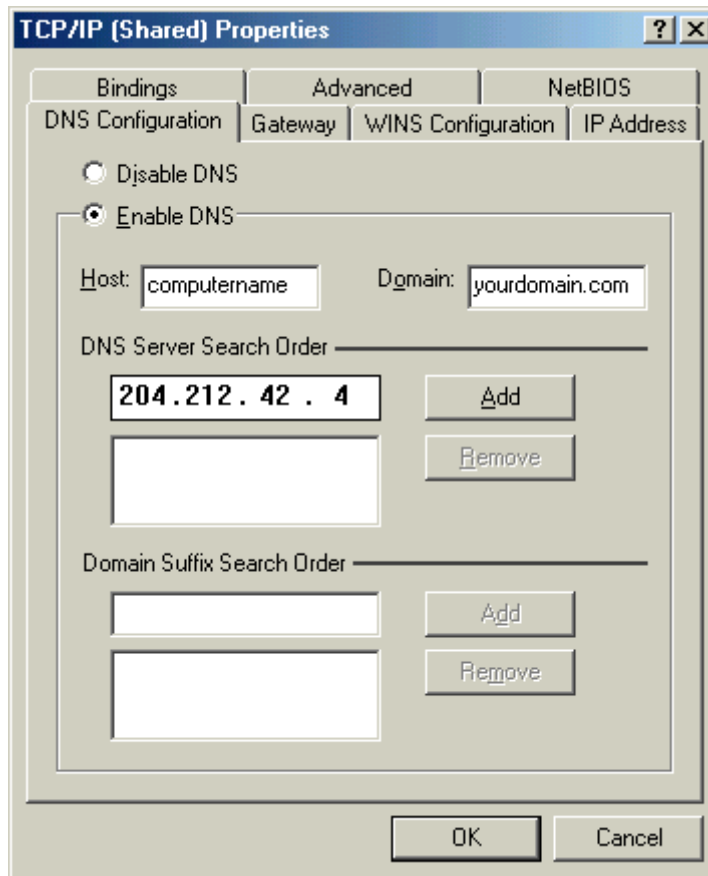 TCP/IP (Shared) Properties ? X
Bindings Advanced NetBIOS
DNS Configuration Gateway WINS Configuration IP Address
Disable DNS
Enable DNS
Host: computername Domain: yourdomain.com
DNS Server Search Order
204.212. 42 . 4 Add
Remove
Domain Suffix Search Order
Add
Remove
OK Cancel